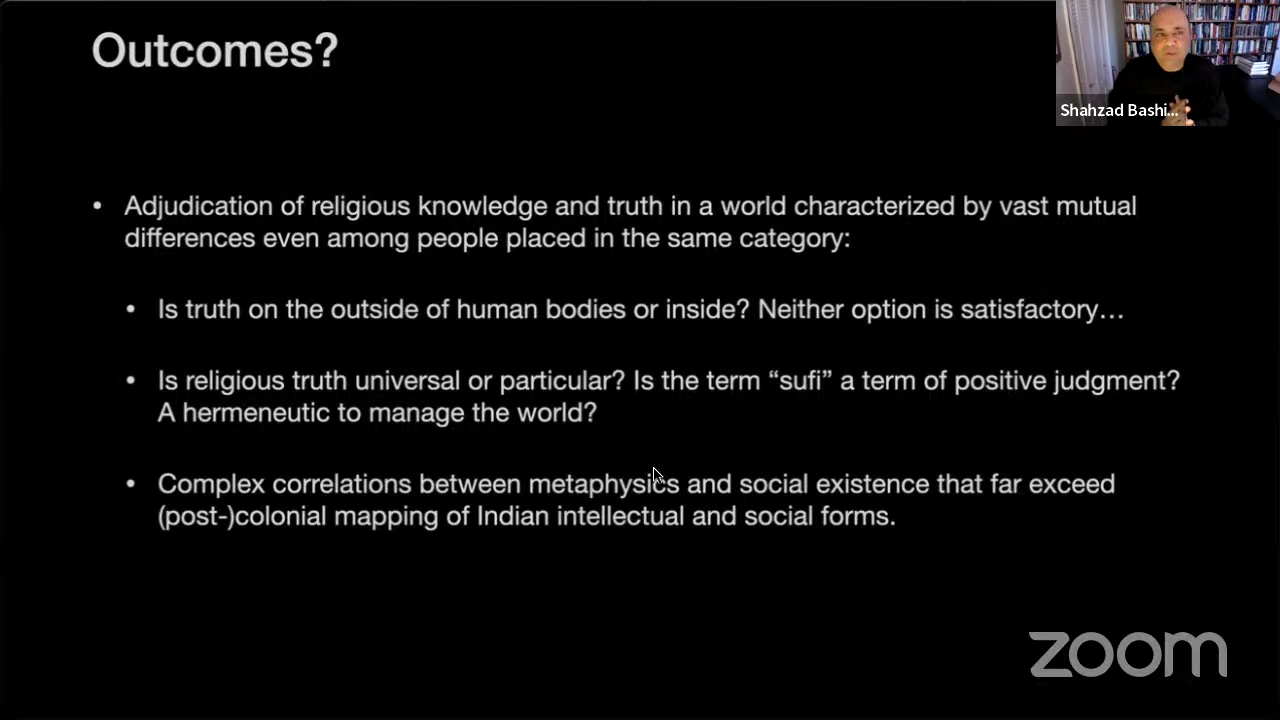 Outcomes?
Shahzad Bashi...
• Adjudication of religious knowledge and truth in a world characterized by vast mutual
differences even among people placed in the same category:
• Is truth on the outside of human bodies or inside? Neither option is satisfactory…
• Is religious truth universal or particular? Is the term “sufi” a term of positive judgment?
A hermeneutic to manage the world?
• Complex correlations between metaphysics and social existence that far exceed
(post-)colonial mapping of Indian intellectual and social forms.
zoom